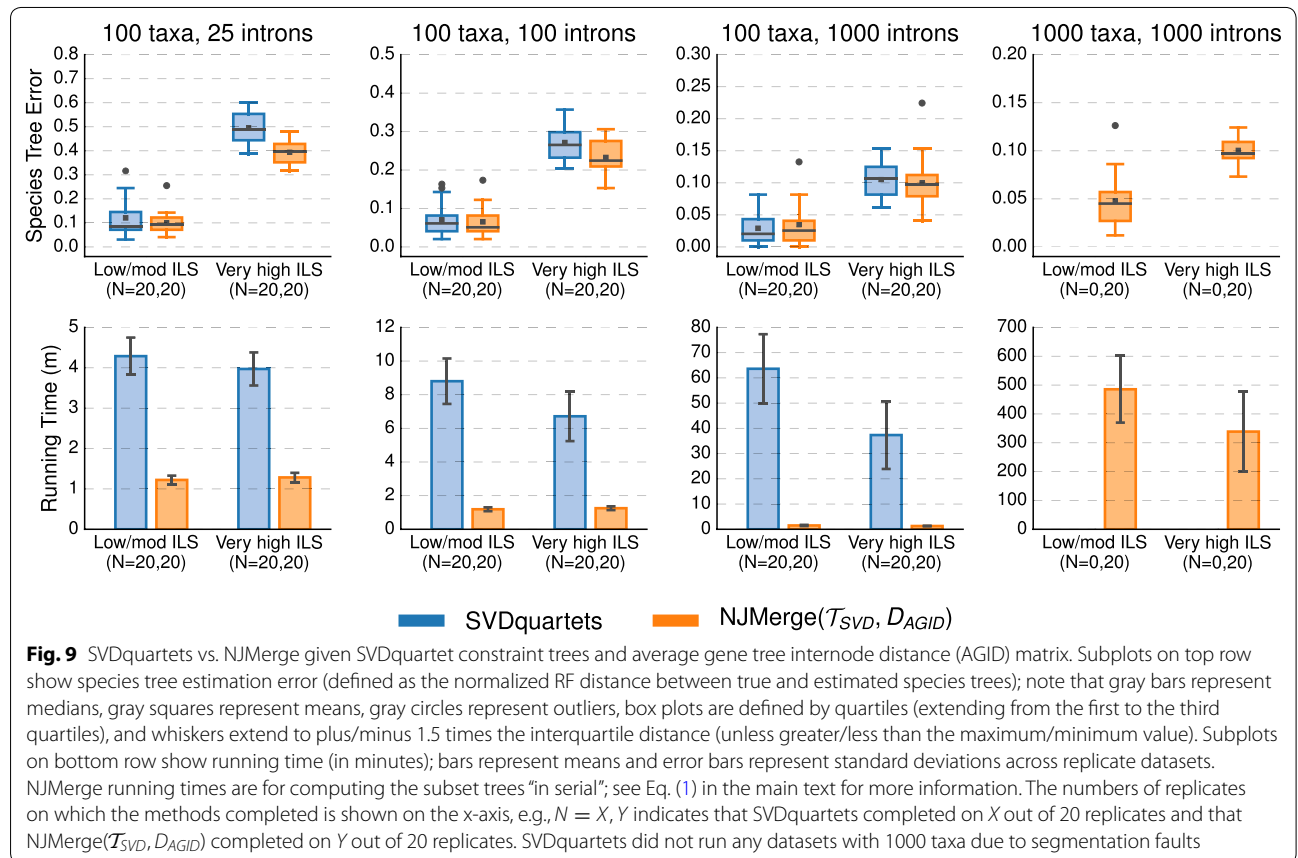 100 taxa, 25 introns
100 taxa, 100 introns
100 taxa, 1000 introns
1000 taxa, 1000 introns
Species Tree Error
0.8
0.7
0.6
0.5
0.4
0.3
0.2
0.1
0.0
Low/mod ILS
(N=20,20)
Very high ILS
(N=20,20)
0.5
0.4
0.3
0.2
0.1
0.0
Low/mod ILS
(N=20,20)
Very high ILS
(N=20,20)
0.30
0.25
0.20
0.15
0.10
0.05
0.00
Low/mod ILS
(N=20,20)
Very high ILS
(N=20,20)
0.20
0.15
0.10
0.05
0.00
Low/mod ILS
(N=0,20)
Very high ILS
(N=0,20)
Running Time (m)
5
4
3
2
1
0
Low/mod ILS
(N=20,20)
Very high ILS
(N=20,20)
12
10
8
6
4
2
0
Low/mod ILS
(N=20,20)
Very high ILS
(N=20,20)
80
70
60
50
40
30
20
10
0
Low/mod ILS
(N=20,20)
Very high ILS
(N=20,20)
700
600
500
400
300
200
100
0
Low/mod ILS
(N=0,20)
Very high ILS
(N=0,20)
SVDquartets
NJMerge(𝒯SVD, DAGID)
Fig. 9 SVDquartets vs. NJMerge given SVDquartet constraint trees and average gene tree internode distance (AGID) matrix. Subplots on top row
show species tree estimation error (defined as the normalized RF distance between true and estimated species trees); note that gray bars represent
medians, gray squares represent means, gray circles represent outliers, box plots are defined by quartiles (extending from the first to the third
quartiles), and whiskers extend to plus/minus 1.5 times the interquartile distance (unless greater/less than the maximum/minimum value). Subplots
on bottom row show running time (in minutes); bars represent means and error bars represent standard deviations across replicate datasets.
NJMerge running times are for computing the subset trees “in serial”; see Eq. (1) in the main text for more information. The numbers of replicates
on which the methods completed is shown on the x-axis, e.g., N = X, Y indicates that SVDquartets completed on X out of 20 replicates and that
NJMerge(𝒯SVD, DAGID) completed on Y out of 20 replicates. SVDquartets did not run any datasets with 1000 taxa due to segmentation faults